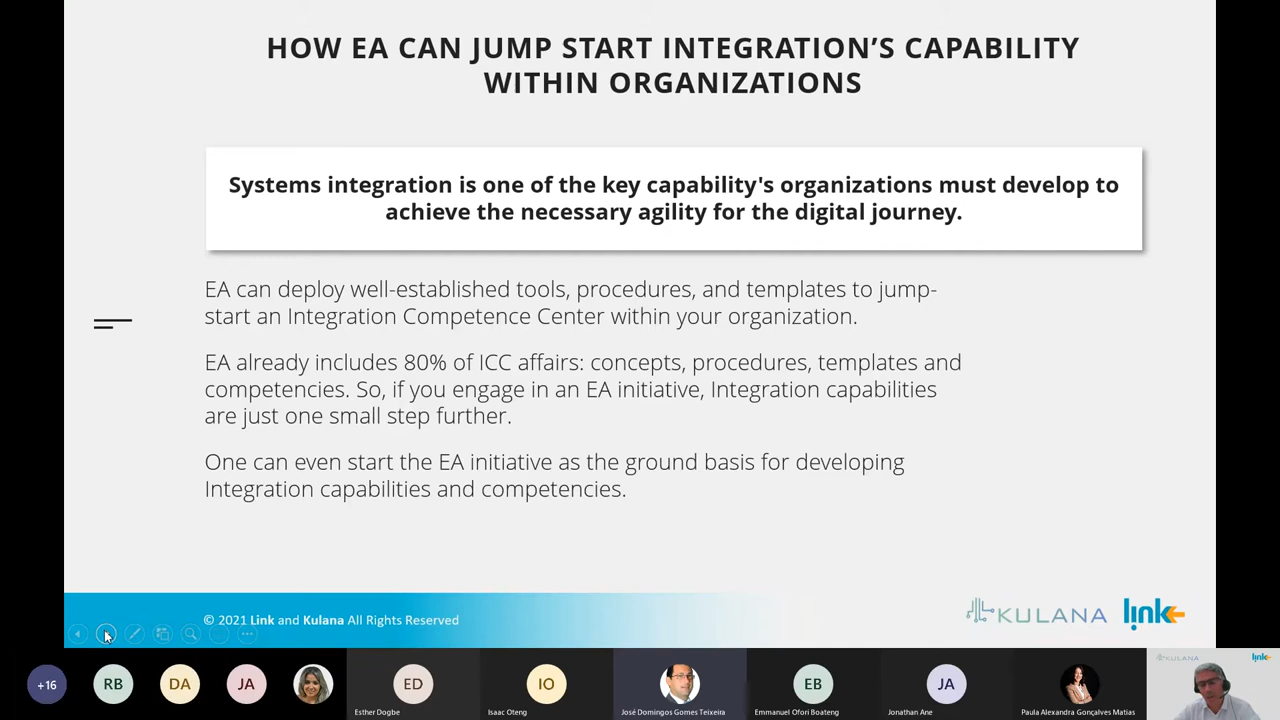 HOW EA CAN JUMP START INTEGRATION’S CAPABILITY
WITHIN ORGANIZATIONS
Systems integration is one of the key capability's organizations must develop to
achieve the necessary agility for the digital journey.
EA can deploy well-established tools, procedures, and templates to jump-
start an Integration Competence Center within your organization.
EA already includes 80% of ICC affairs: concepts, procedures, templates and
competencies. So, if you engage in an EA initiative, Integration capabilities
are just one small step further.
One can even start the EA initiative as the ground basis for developing
Integration capabilities and competencies.
© 2021 Link and Kulana All Rights Reserved
KULANA
link
+16
RB
DA
JA
ED
Esther Dogbe
IO
Isaac Oteng
José Domingos Gomes Teixeira
EB
Emmanuel Ofori Boateng
JA
Jonathan Ane
Paula Alexandra Gonçalves Matias
KULANA
link